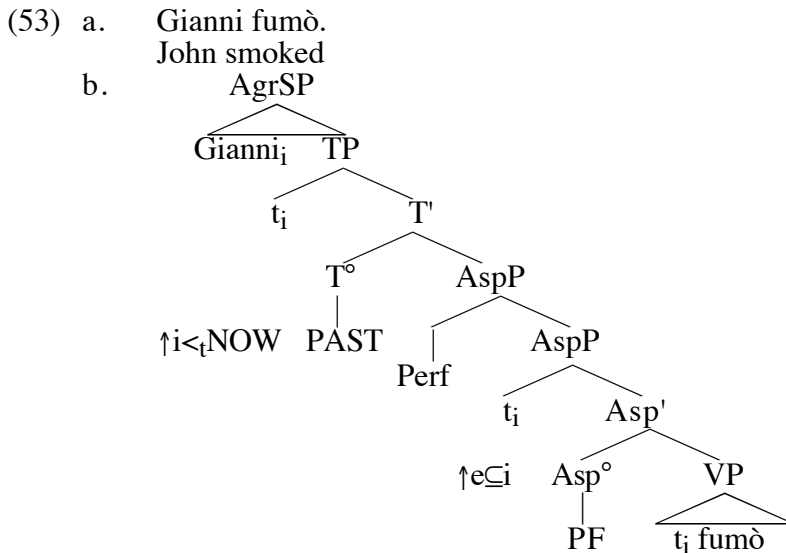 (53) a. Gianni fumò.
John smoked
b. AgrSP
Gianniᵢ TP
tᵢ T'
T° AspP
↑i<ₜNOW PAST AspP
Perf
tᵢ Asp'
↑e⊆i Asp° VP
PF tᵢ fumò